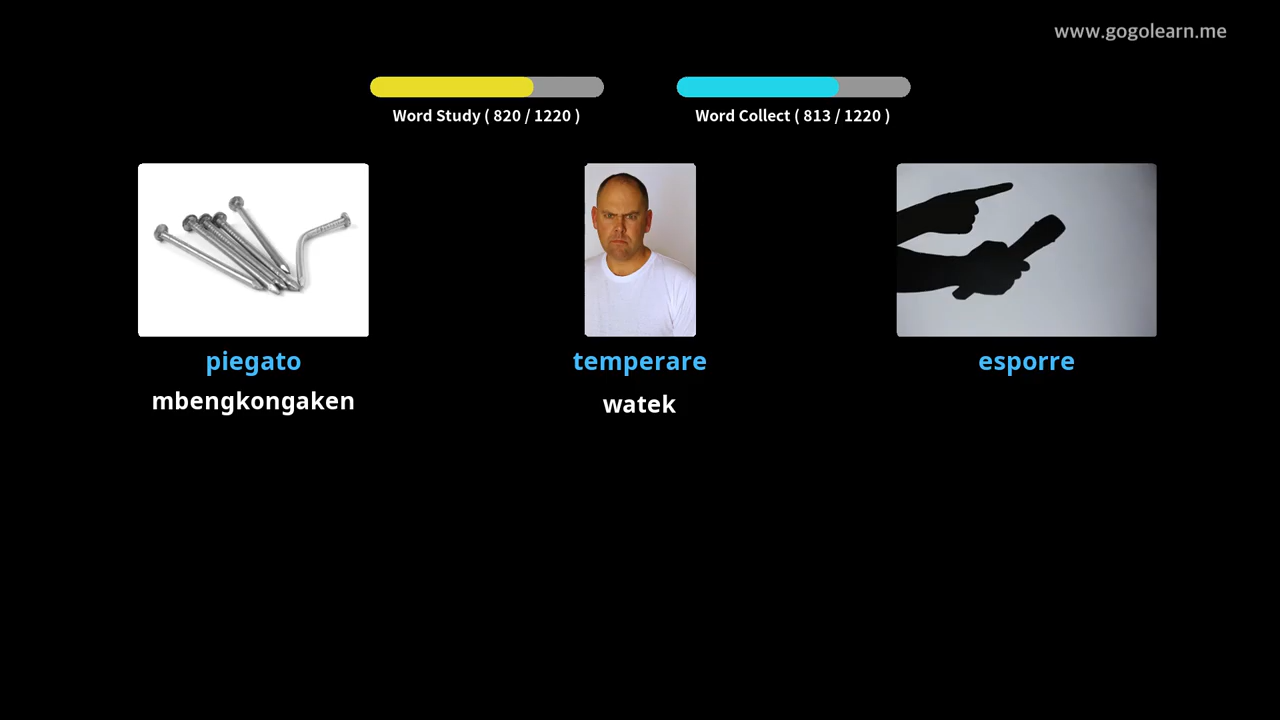 www.gogolearn.me
Word Study ( 820 / 1220 )
Word Collect ( 813 / 1220 )
piegato
temperare
esporre
mbengkongaken
watek